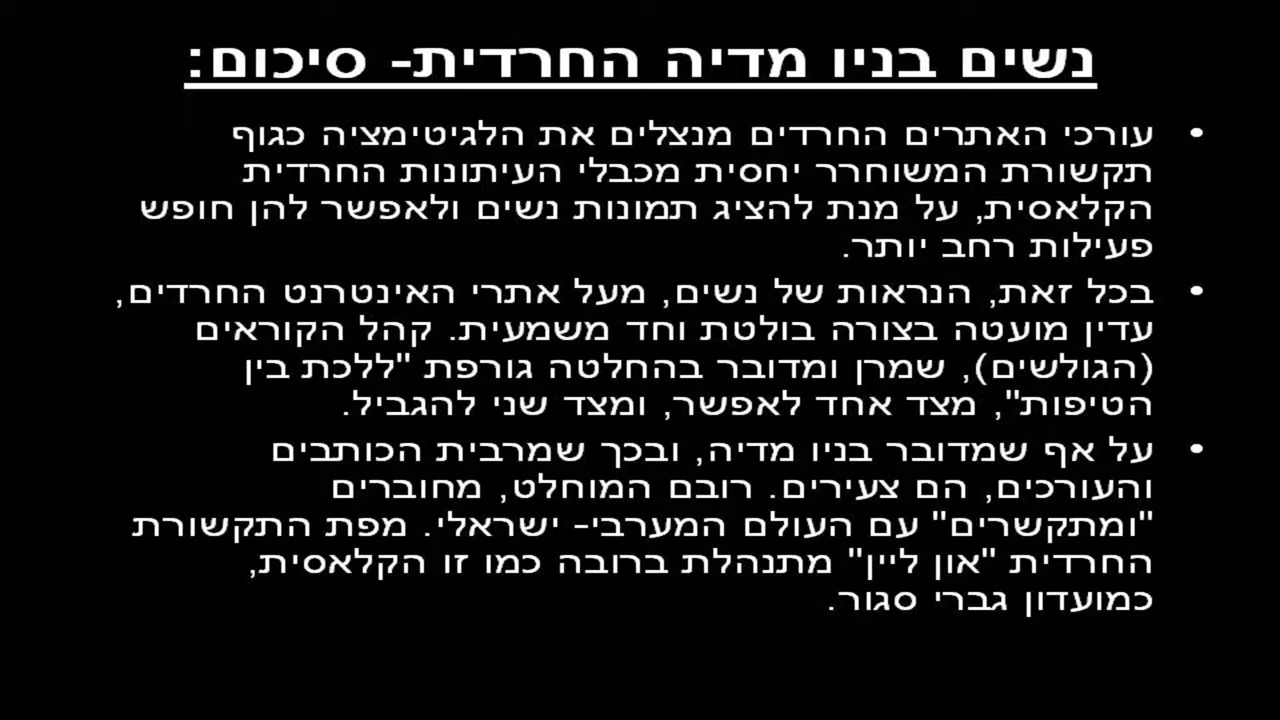 נשים בניו מדיה החרדית- סיכום:
• עורכי האתרים החרדים מנצלים את הלגיטימציה כגוף
תקשורת המשוחרר יחסית מכבלי העיתונות החרדית
הקלאסית, על מנת להציג תמונות נשים ולאפשר להן חופש
פעילות רחב יותר.
• בכל זאת, הנראות של נשים, מעל אתרי האינטרנט החרדים,
עדין מועטה בצורה בולטת וחד משמעית. קהל הקוראים
(הגולשים), שמרן ומדובר בהחלטה גורפת "ללכת בין
הטיפות", מצד אחד לאפשר, ומצד שני להגביל.
• על אף שמדובר בניו מדיה, ובכך שמרבית הכותבים
והעורכים, הם צעירים. רובם המוחלט, מחוברים
"ומתקשרים" עם העולם המערבי– ישראלי. מפת התקשורת
החרדית "און ליין" מתנהלת ברובה כמו זו הקלאסית,
כמועדון גברי סגור.